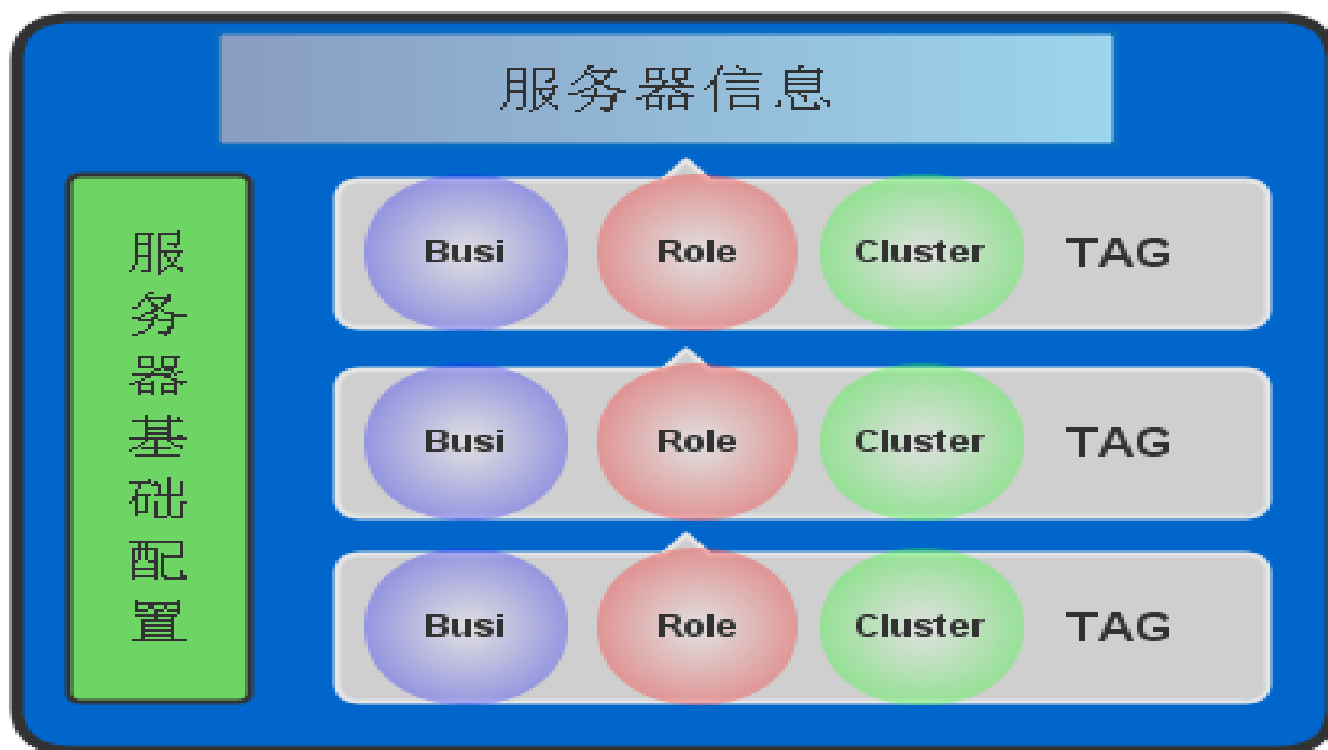 服务器信息
服务器基础配置
Busi Role Cluster TAG
Busi Role Cluster TAG
Busi Role Cluster TAG